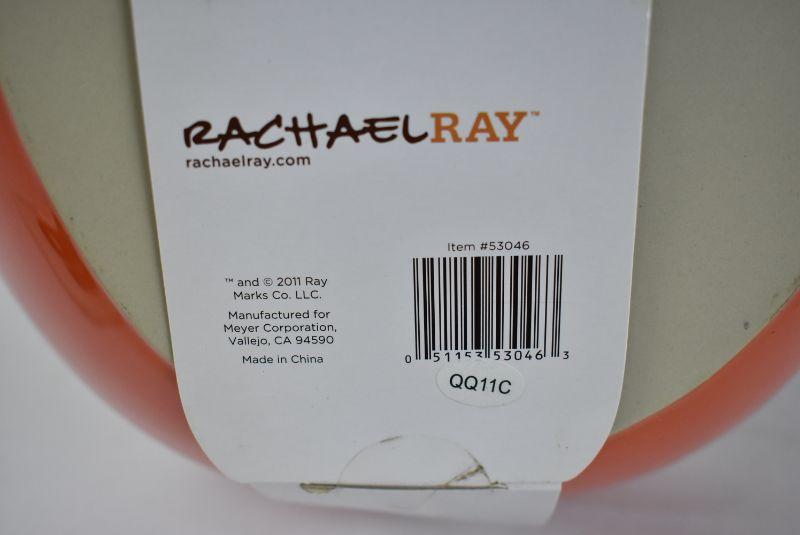 RACHAELRAY™
rachaelray.com
Item #53046
™ and © 2011 Ray
Marks Co. LLC.
Manufactured for
Meyer Corporation,
Vallejo, CA 94590
Made in China
0 51153 53046 3
QQ11C